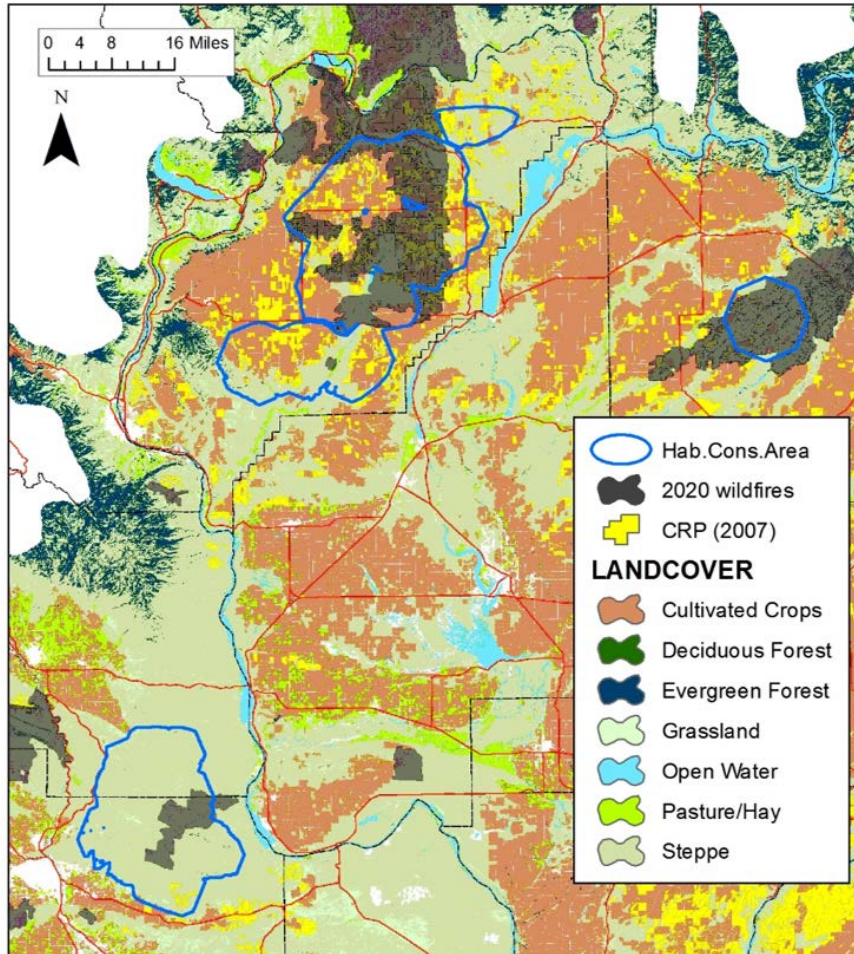 0 4 8 16 Miles
N
Hab.Cons.Area
2020 wildfires
CRP (2007)
LANDCOVER
Cultivated Crops
Deciduous Forest
Evergreen Forest
Grassland
Open Water
Pasture/Hay
Steppe